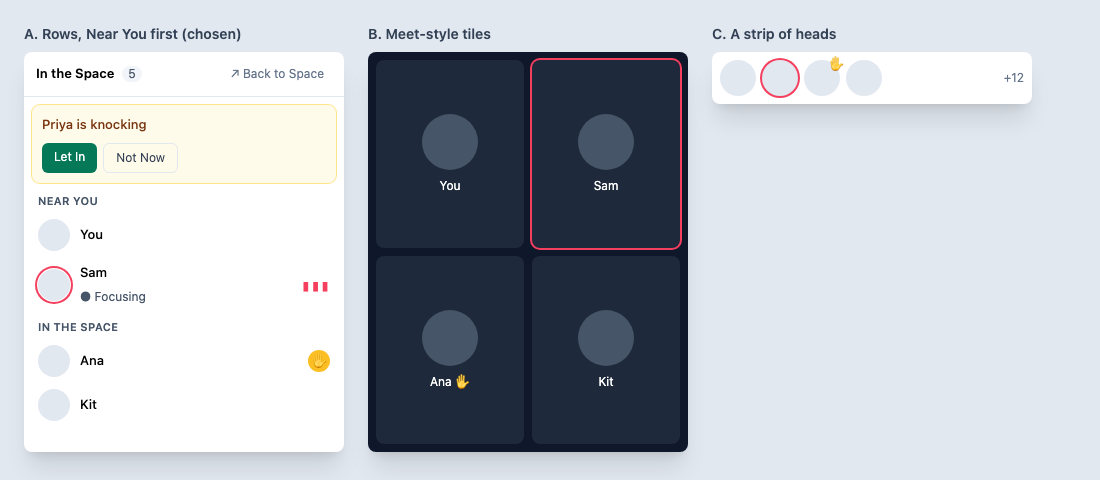 A. Rows, Near You first (chosen)
In the Space 5
↗ Back to Space
Priya is knocking
Let In
Not Now
NEAR YOU
You
Sam
Focusing
IN THE SPACE
Ana
Kit
B. Meet-style tiles
You
Sam
Ana 🖐
Kit
C. A strip of heads
+12